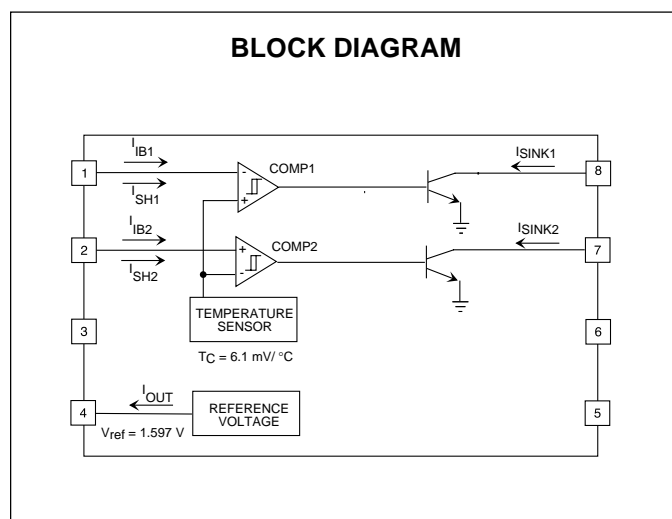 BLOCK DIAGRAM
IIB1
ISINK1
1
-
COMP1
8
ISH1
+
IIB2
ISINK2
2
+
COMP2
7
ISH2
-
TEMPERATURE
SENSOR
3
6
TC = 6.1 mV/ °C
IOUT
4
REFERENCE
VOLTAGE
5
Vref = 1.597 V